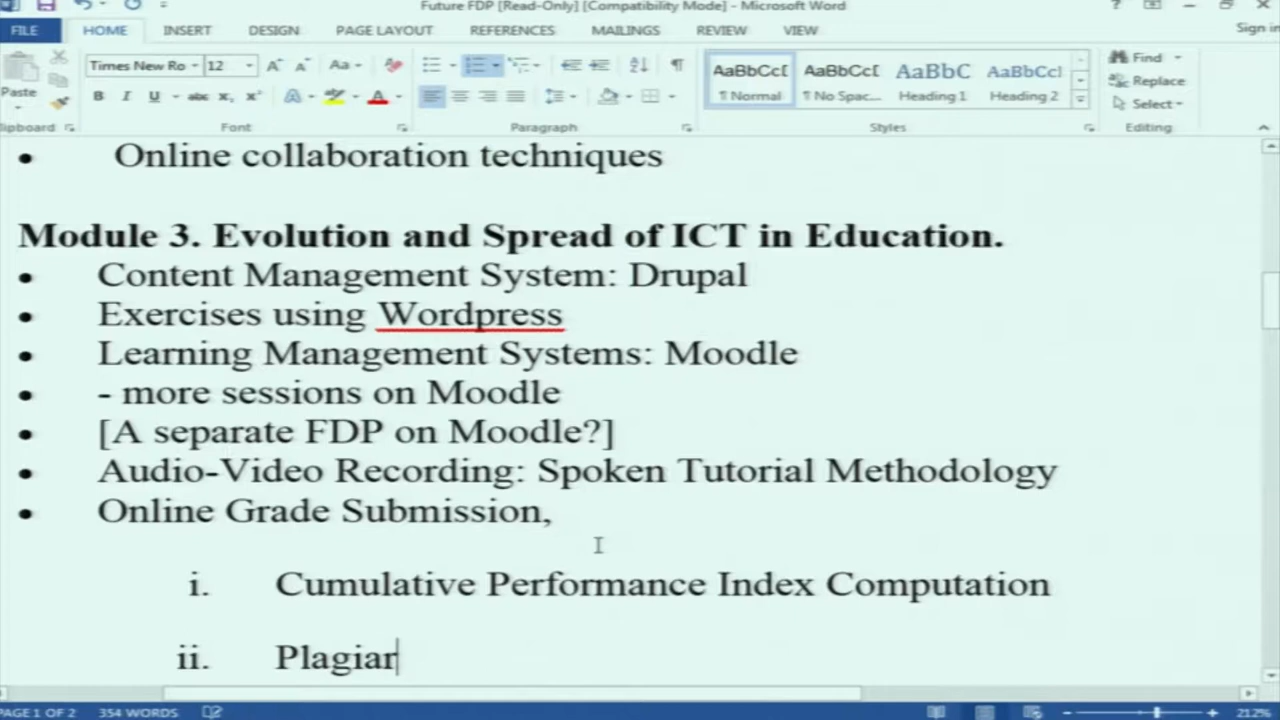 Future FDP [Read-Only] [Compatibility Mode] - Microsoft Word
FILE HOME INSERT DESIGN PAGE LAYOUT REFERENCES MAILINGS REVIEW VIEW Sign in
Times New Ro 12 Aa AaBbCcI AaBbCcI AaBbC AaBbCcI Find
Paste B I U abc x, x² A A ¶ Normal ¶ No Spac... Heading 1 Heading 2 Replace
Select
lipboard Font Paragraph Styles Editing
• Online collaboration techniques
Module 3. Evolution and Spread of ICT in Education.
• Content Management System: Drupal
• Exercises using Wordpress
• Learning Management Systems: Moodle
• - more sessions on Moodle
• [A separate FDP on Moodle?]
• Audio-Video Recording: Spoken Tutorial Methodology
• Online Grade Submission,
i. Cumulative Performance Index Computation
ii. Plagiar
PAGE 1 OF 2 354 WORDS 212%